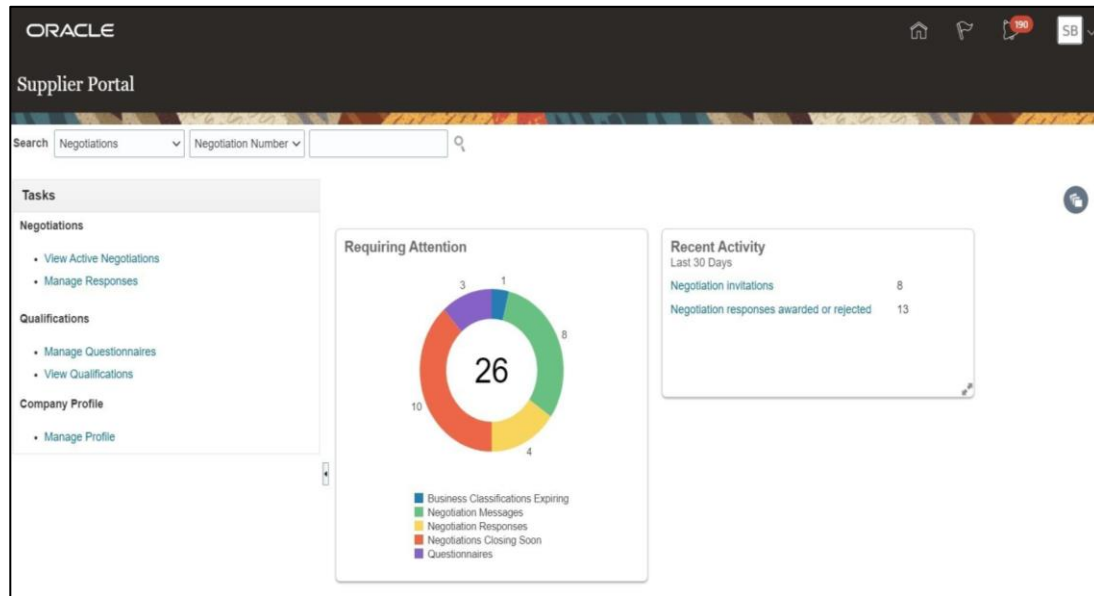 ORACLE
190
SB
Supplier Portal
Search Negotiations Negotiation Number
Tasks
Negotiations
View Active Negotiations
Manage Responses
Qualifications
Manage Questionnaires
View Qualifications
Company Profile
Manage Profile
Requiring Attention
3
1
8
26
10
4
Business Classifications Expiring
Negotiation Messages
Negotiation Responses
Negotiations Closing Soon
Questionnaires
Recent Activity
Last 30 Days
Negotiation invitations 8
Negotiation responses awarded or rejected 13